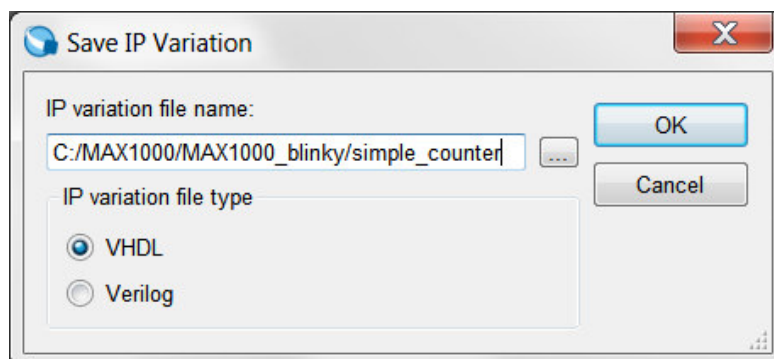 Save IP Variation
IP variation file name:
C:/MAX1000/MAX1000_blinky/simple_counter
...
OK
Cancel
IP variation file type
VHDL
Verilog